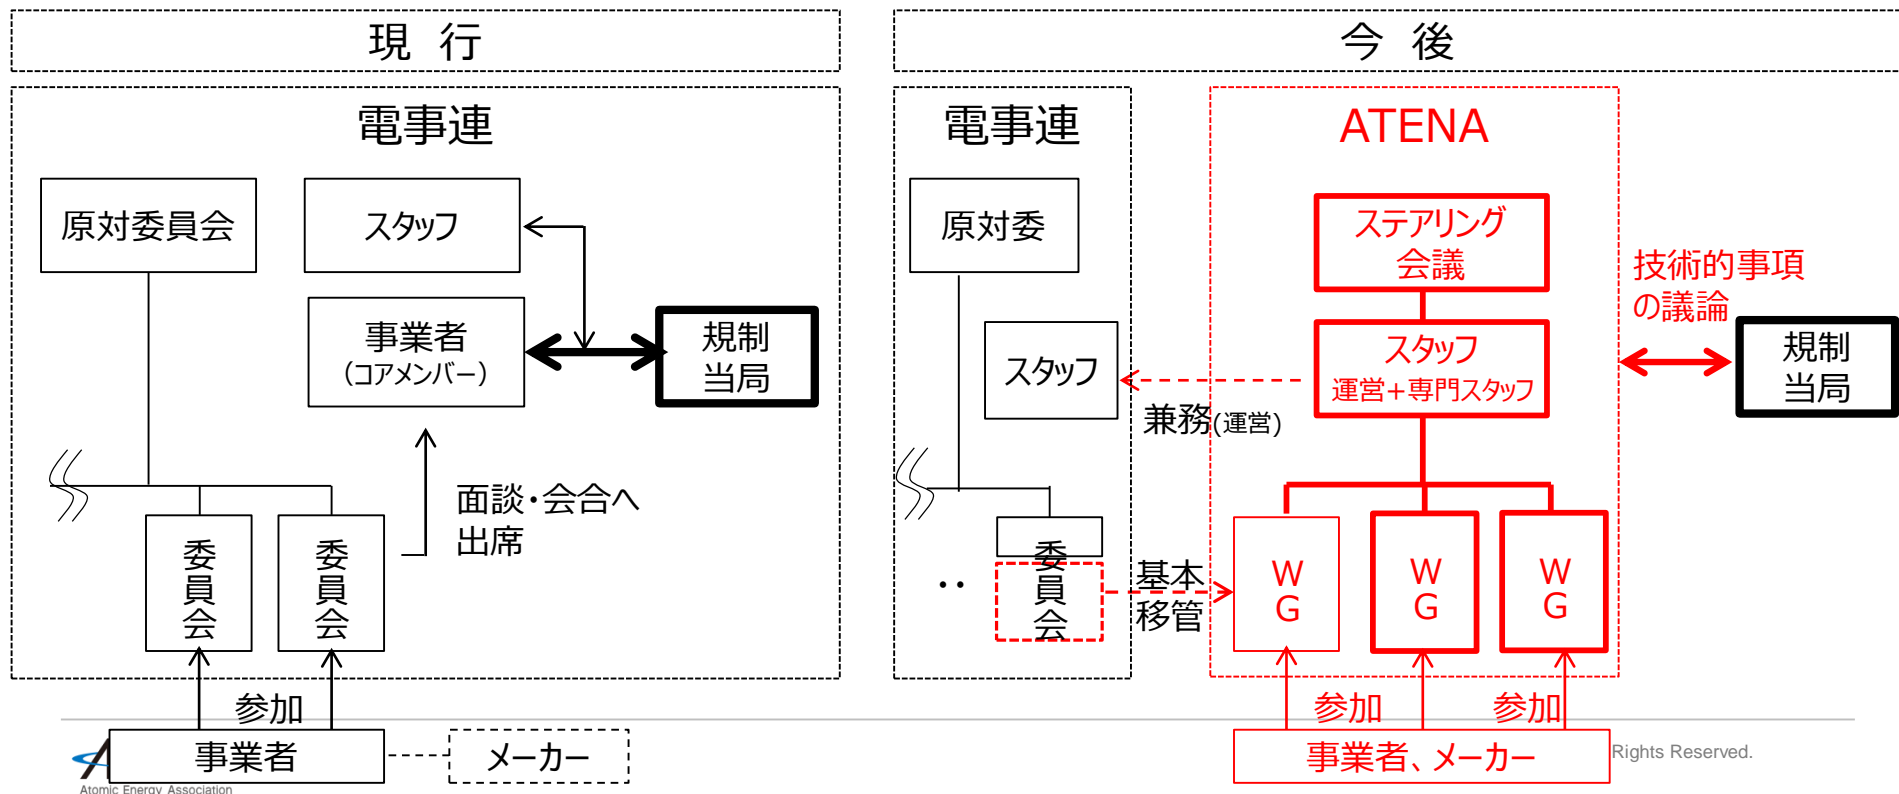 現 行
電事連
原対委員会
スタッフ
事業者
(コアメンバー)
規制
当局
面談・会合へ
出席
委員会
委員会
参加
事業者
メーカー
Atomic Energy Association
今 後
電事連
原対委
スタッフ
兼務(運営)
‥
委員会
基本
移管
ATENA
ステアリング
会議
スタッフ
運営+専門スタッフ
技術的事項
の議論
規制
当局
WG
WG
WG
参加
参加
事業者、メーカー
Rights Reserved.